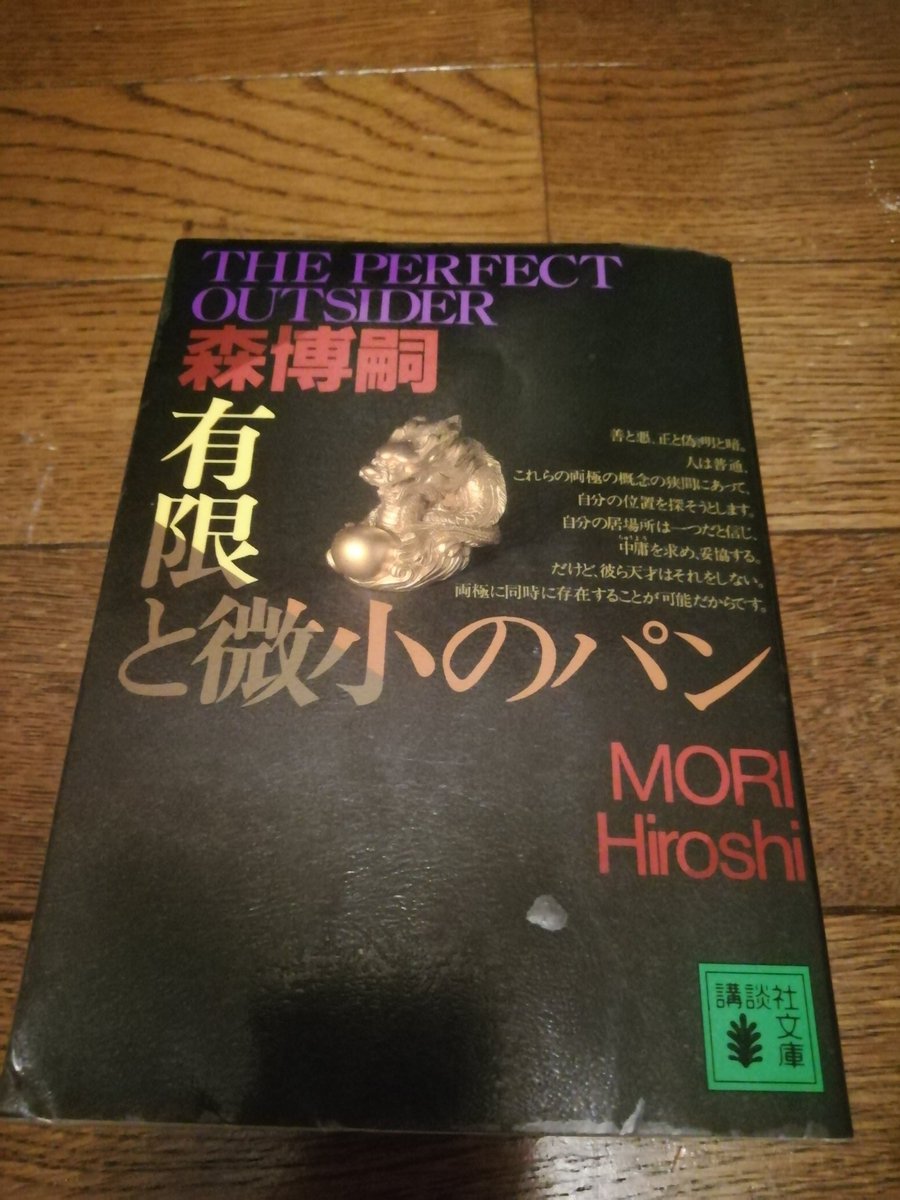 THE PERFECT
OUTSIDER
森博嗣
有限
と微小のパン
善と悪、正と偽、明と暗。
人は普通、
これらの両極の概念の狭間にあって、
自分の位置を探そうとします。
自分の居場所は一つだと信じ、
ちゅうよう
中庸を求め、妥協する。
だけど、彼ら天才はそれをしない。
両極に同時に存在することが可能だからです。
MORI
Hiroshi
講談社
文庫